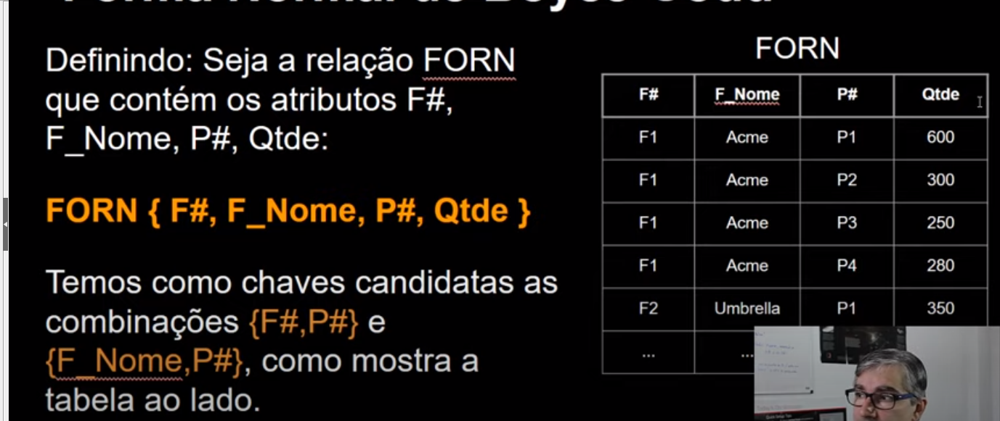 Forma Normal de Boyce-Codd
Definindo: Seja a relação FORN
que contém os atributos F#,
F_Nome, P#, Qtde:
FORN { F#, F_Nome, P#, Qtde }
Temos como chaves candidatas as
combinações {F#,P#} e
{F_Nome,P#}, como mostra a
tabela ao lado.
FORN
F# F_Nome P# Qtde
F1 Acme P1 600
F1 Acme P2 300
F1 Acme P3 250
F1 Acme P4 280
F2 Umbrella P1 350
... ...